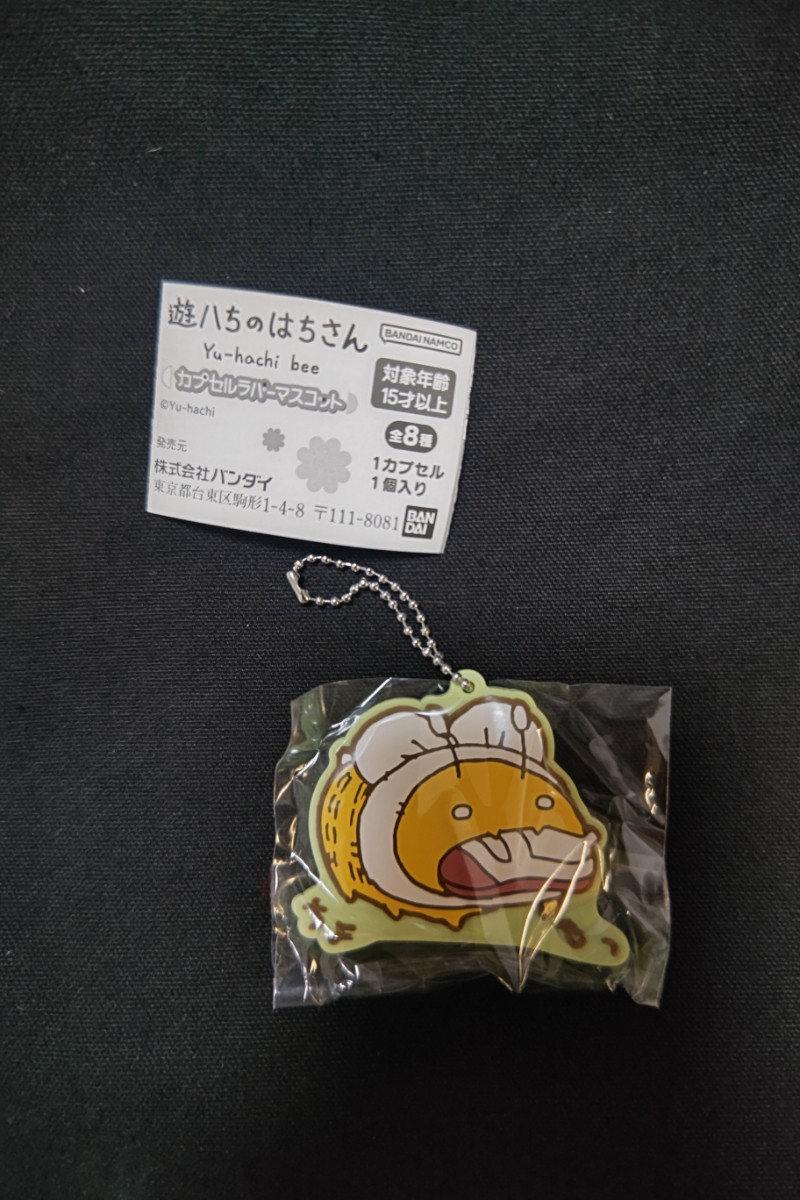 遊ハちのはちさん
BANDAI NAMCO
Yu-hachi bee
カプセルラバーマスコット
©Yu-hachi
対象年齢
15才以上
全8種
1カプセル
1個入り
発売元
株式会社バンダイ
東京都台東区駒形1-4-8 〒111-8081
BAN
DAI